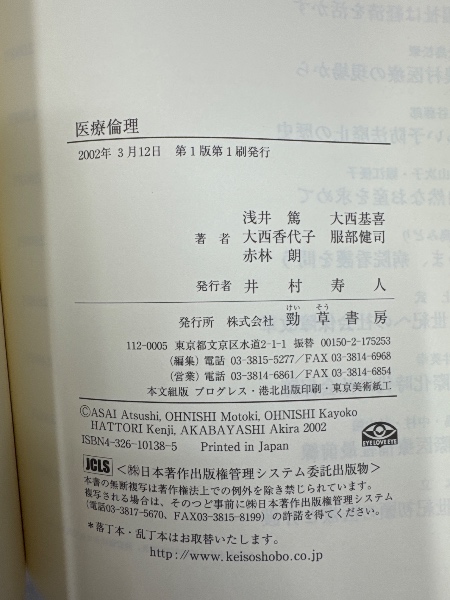 医療倫理
2002年 3月12日 第1版第1刷発行
浅井 篤 大西基喜
著者 大西香代子 服部健司
赤林 朗
発行者 井村寿人
けい そう
発行所 株式会社 勁草書房
112-0005 東京都文京区水道2-1-1 振替 00150-2-175253
(編集) 電話 03-3815-5277/FAX 03-3814-6968
(営業) 電話 03-3814-6861/FAX 03-3814-6854
本文組版 プログレス・港北出版印刷・東京美術紙工
©ASAI Atsushi, OHNISHI Motoki, OHNISHI Kayoko
HATTORI Kenji, AKABAYASHI Akira 2002
ISBN4-326-10138-5 Printed in Japan
EYE LOVE EYE
JCLS <㈱日本著作出版権管理システム委託出版物>
本書の無断複写は著作権法上での例外を除き禁じられています。
複写される場合は、そのつど事前に㈱日本著作出版権管理システム
(電話03-3817-5670、FAX03-3815-8199)の許諾を得てください。
*落丁本・乱丁本はお取替いたします。
http://www.keisoshobo.co.jp